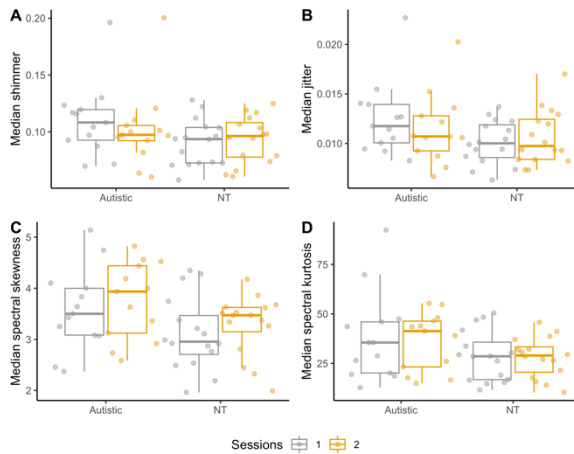 A
B
Median shimmer
0.20
0.15
0.10
Autistic
NT
Median jitter
0.020
0.015
0.010
Autistic
NT
C
D
Median spectral skewness
5
4
3
2
Autistic
NT
Median spectral kurtosis
75
50
25
Autistic
NT
Sessions 1 2